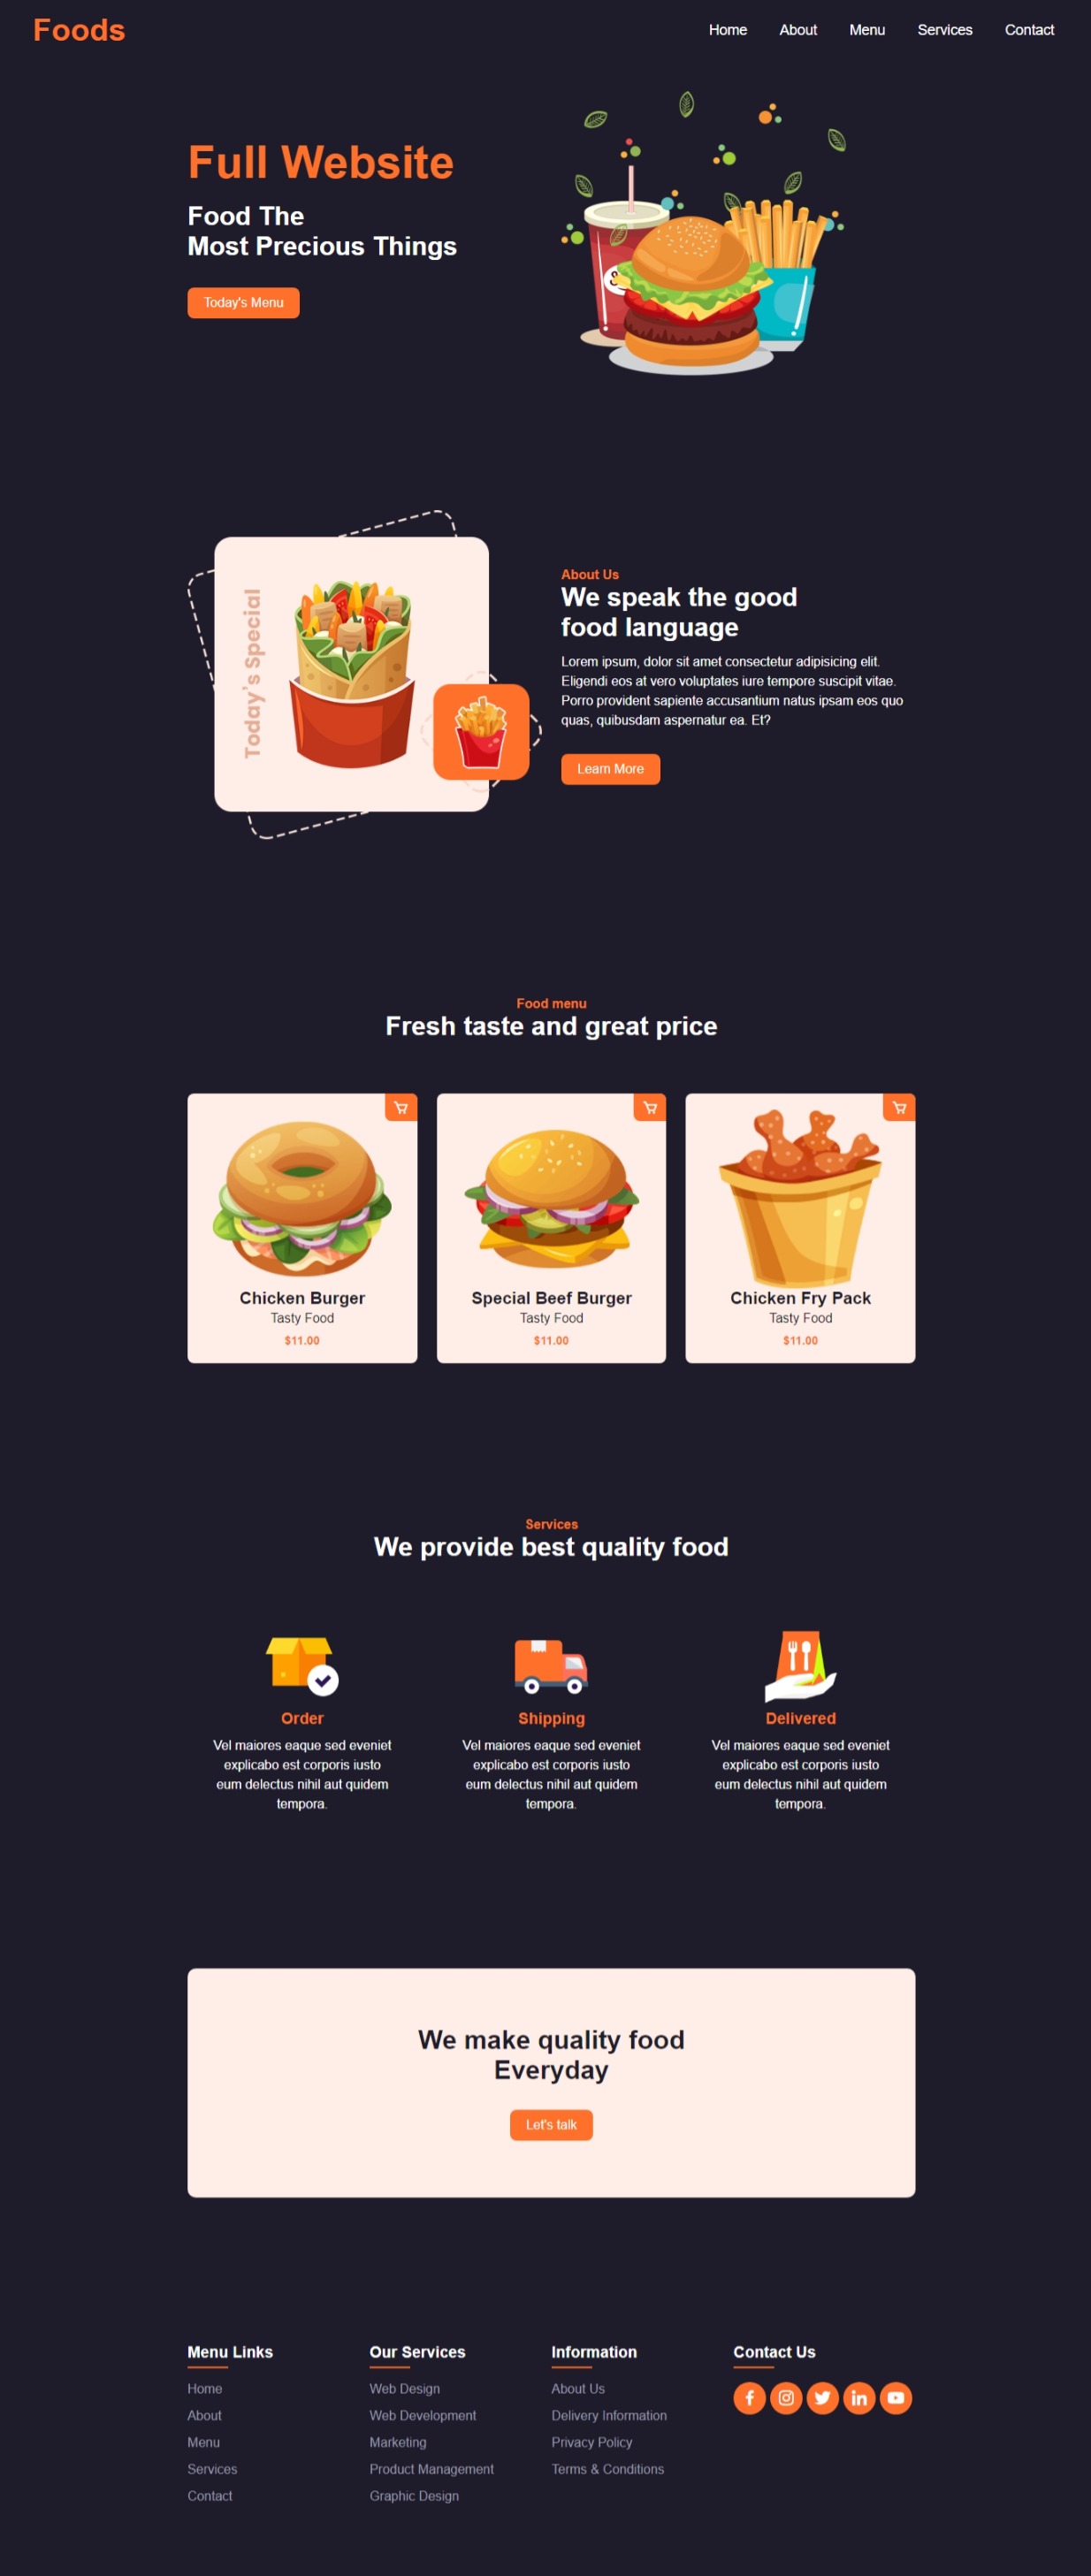 Foods
Home
About
Menu
Services
Contact
Full Website
Food The
Most Precious Things
Today's Menu
Today's Special
About Us
We speak the good
food language
Lorem ipsum, dolor sit amet consectetur adipisicing elit.
Eligendi eos at vero voluptates iure tempore suscipit vitae.
Porro provident sapiente accusantium natus ipsam eos quo
quas, quibusdam aspernatur ea. Et?
Learn More
Food menu
Fresh taste and great price
Chicken Burger
Tasty Food
$11.00
Special Beef Burger
Tasty Food
$11.00
Chicken Fry Pack
Tasty Food
$11.00
Services
We provide best quality food
Order
Vel maiores eaque sed eveniet
explicabo est corporis iusto
eum delectus nihil aut quidem
tempora.
Shipping
Vel maiores eaque sed eveniet
explicabo est corporis iusto
eum delectus nihil aut quidem
tempora.
Delivered
Vel maiores eaque sed eveniet
explicabo est corporis iusto
eum delectus nihil aut quidem
tempora.
We make quality food
Everyday
Let's talk
Menu Links
Home
About
Menu
Services
Contact
Our Services
Web Design
Web Development
Marketing
Product Management
Graphic Design
Information
About Us
Delivery Information
Privacy Policy
Terms & Conditions
Contact Us